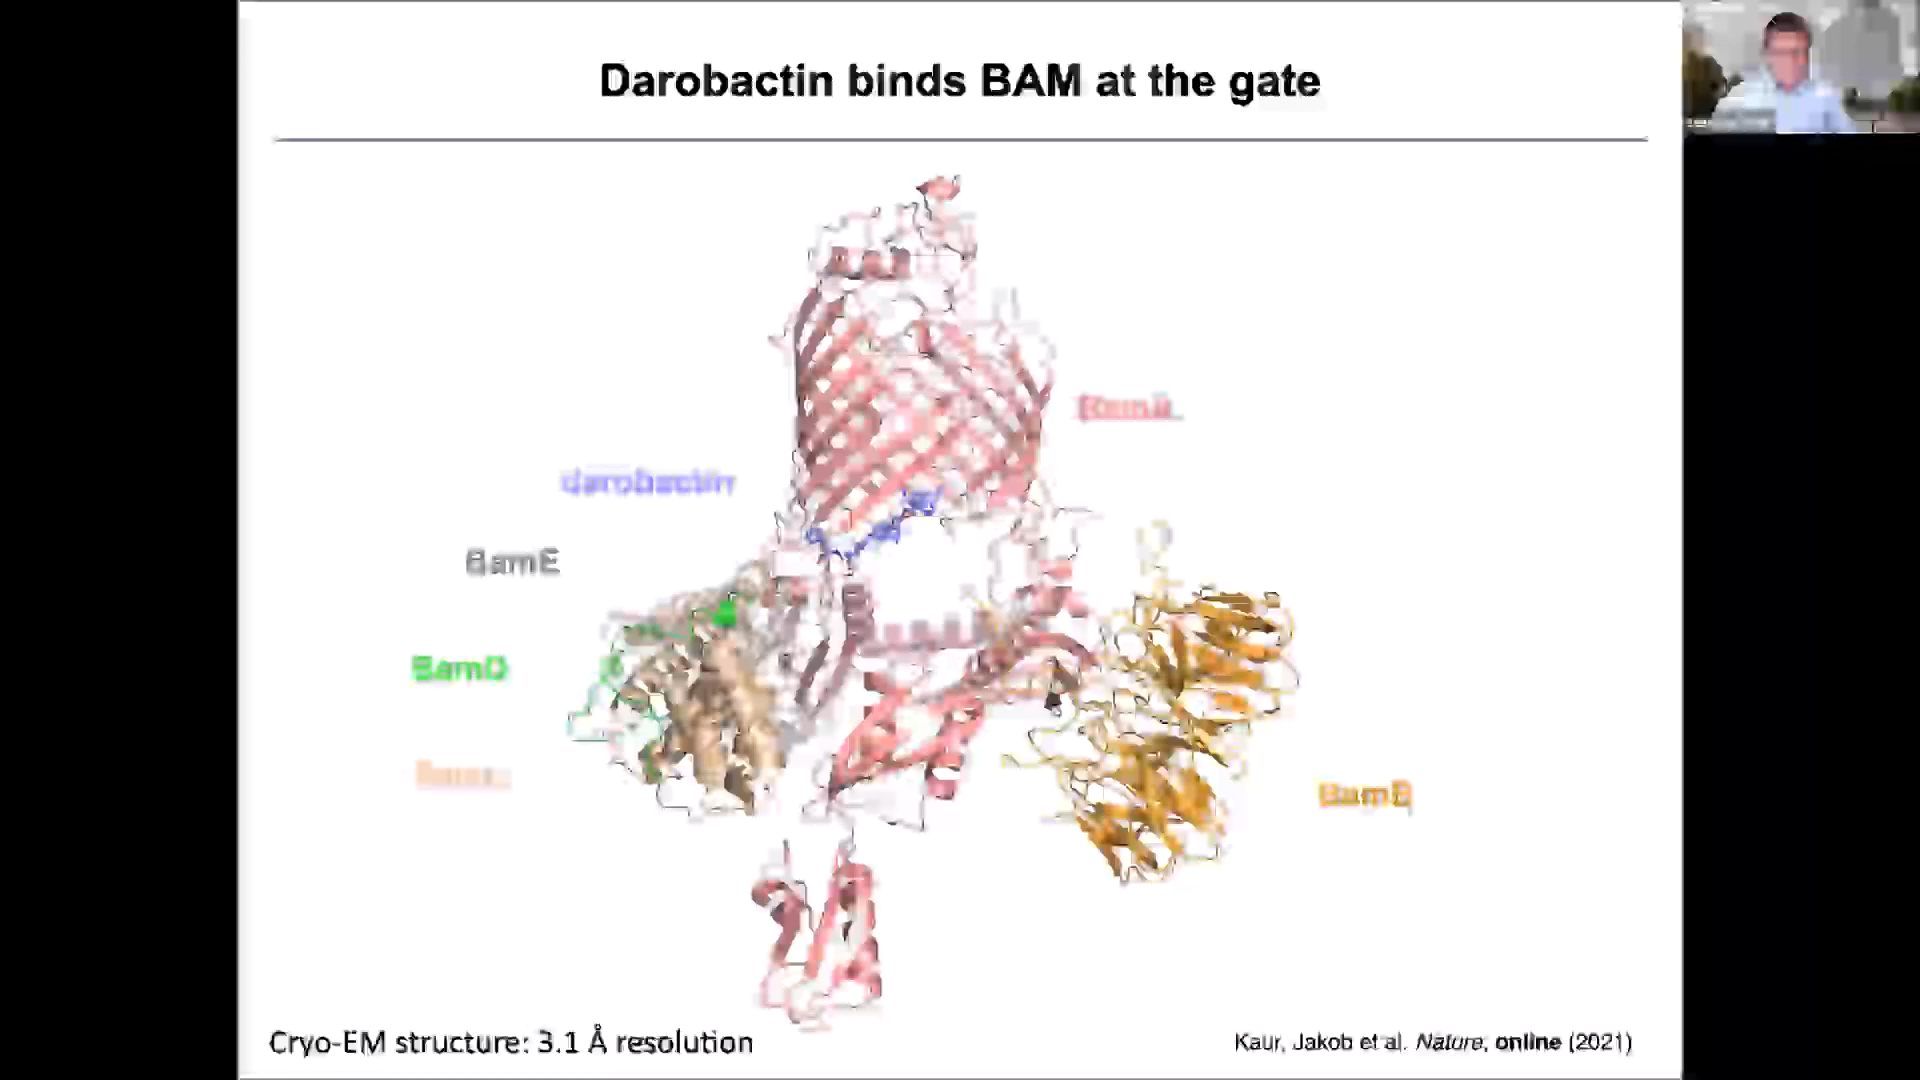 Darobactin binds BAM at the gate
BamA
darobactin
BamE
BamD
BamB
Cryo-EM structure: 3.1 Å resolution
Kaur, Jakob et al. Nature, online (2021)